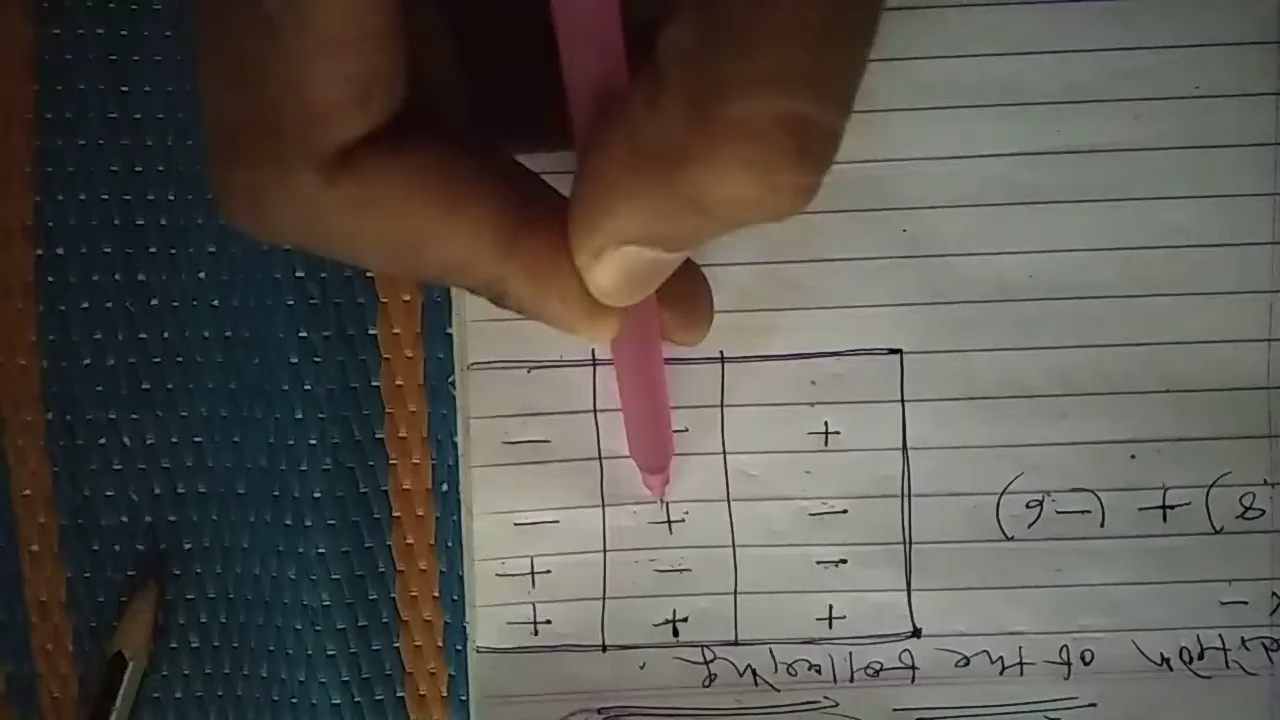 of the following .
+ + +
- - +
8) + (-6)
- + -
+ - -